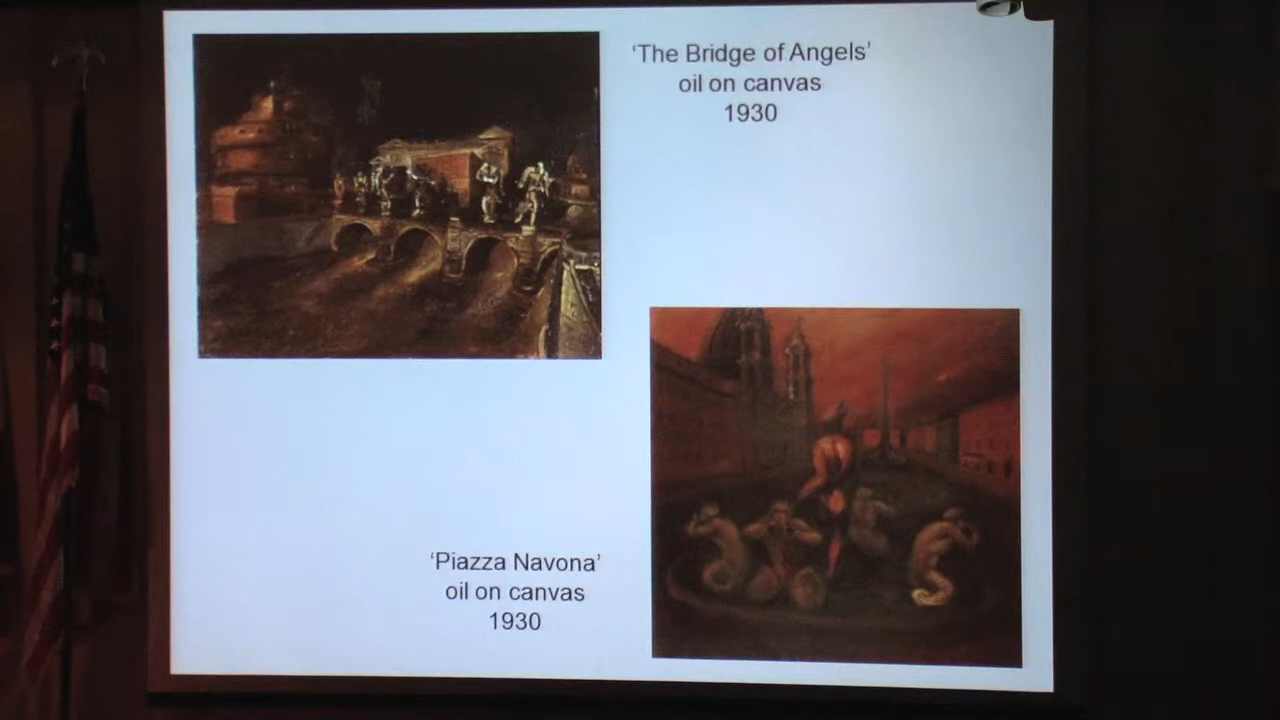 ‘The Bridge of Angels’
oil on canvas
1930
‘Piazza Navona’
oil on canvas
1930